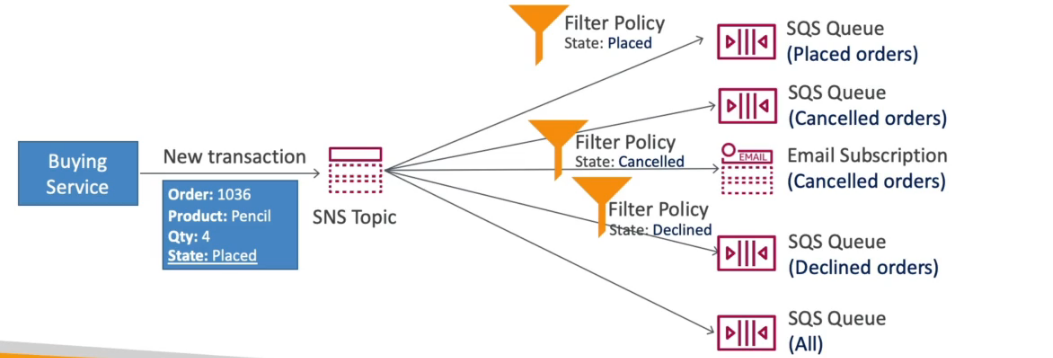 Buying
Service
New transaction
Order: 1036
Product: Pencil
Qty: 4
State: Placed
SNS Topic
Filter Policy
State: Placed
Filter Policy
State: Cancelled
Filter Policy
State: Declined
SQS Queue
(Placed orders)
SQS Queue
(Cancelled orders)
EMAIL
Email Subscription
(Cancelled orders)
SQS Queue
(Declined orders)
SQS Queue
(All)